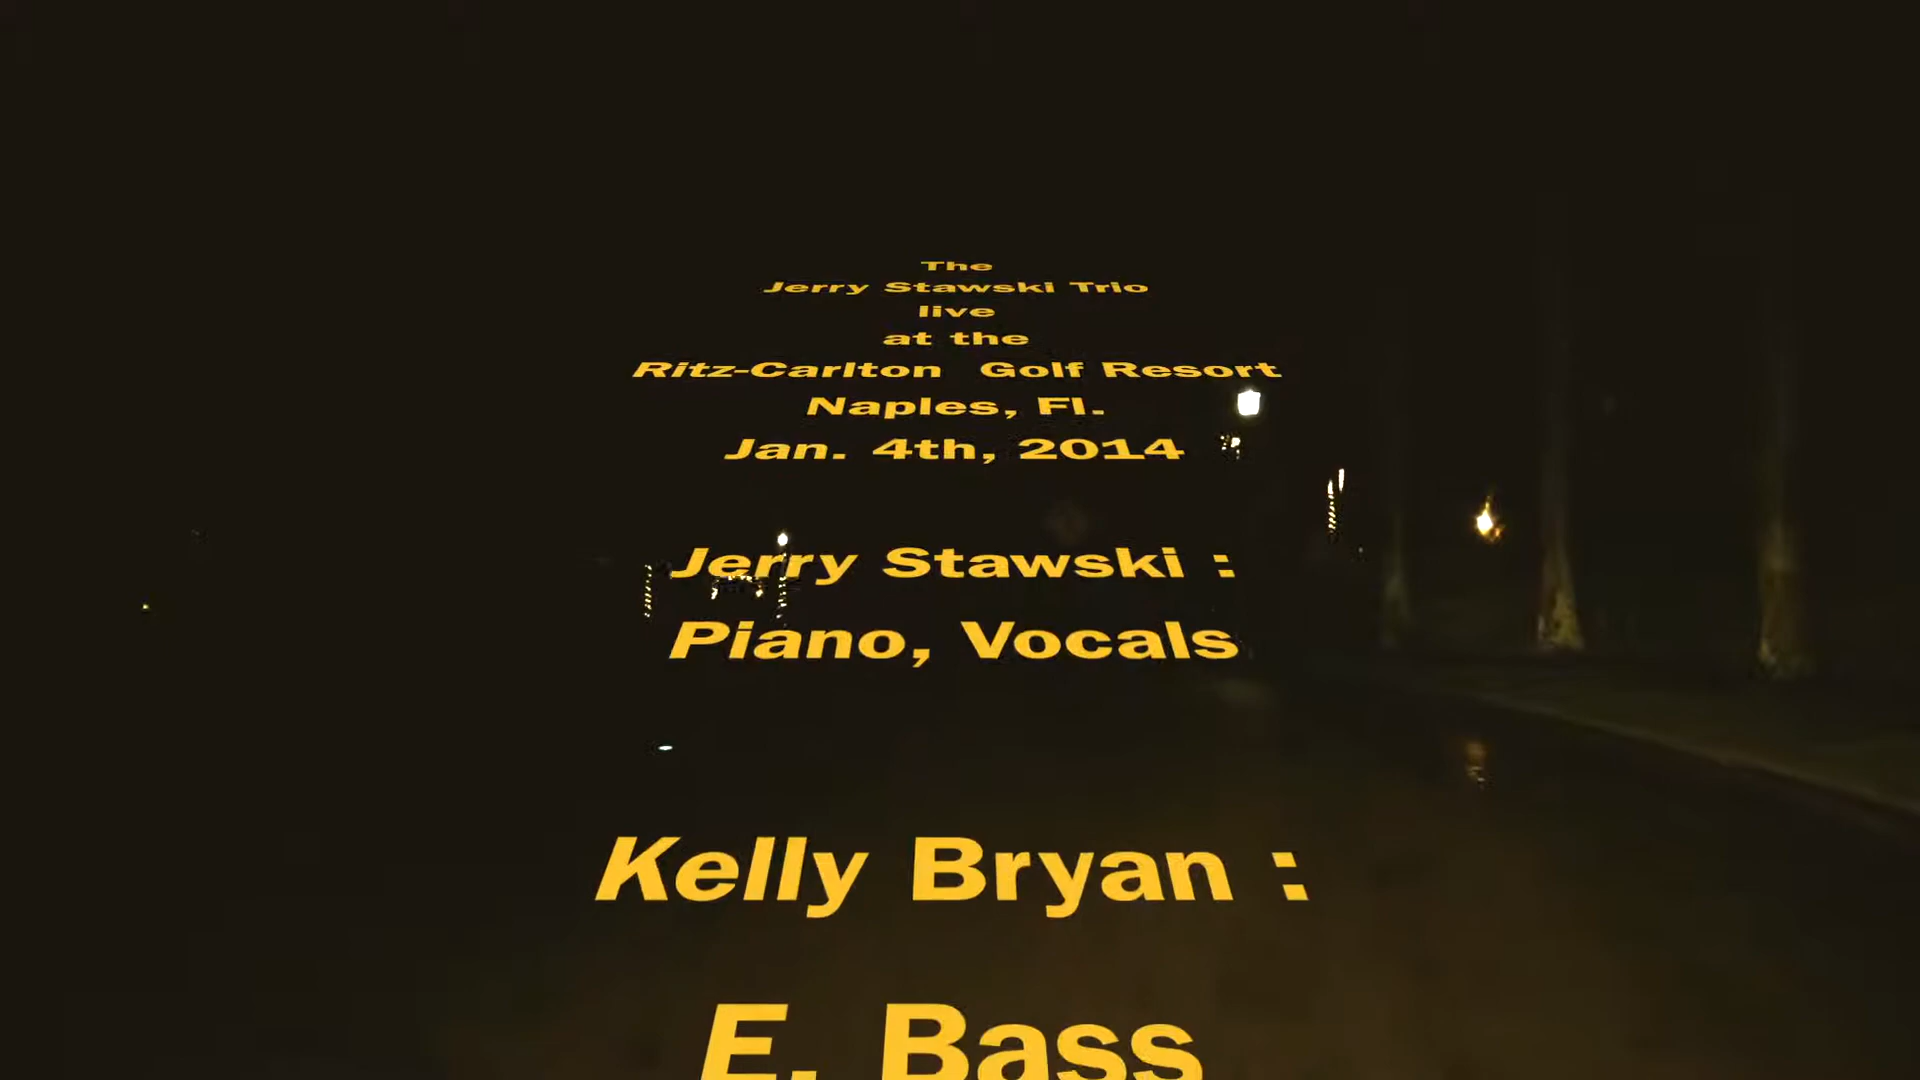 The
Jerry Stawski Trio
live
at the
Ritz-Carlton Golf Resort
Naples, Fl.
Jan. 4th, 2014
Jerry Stawski :
Piano, Vocals
Kelly Bryan :
E. Bass